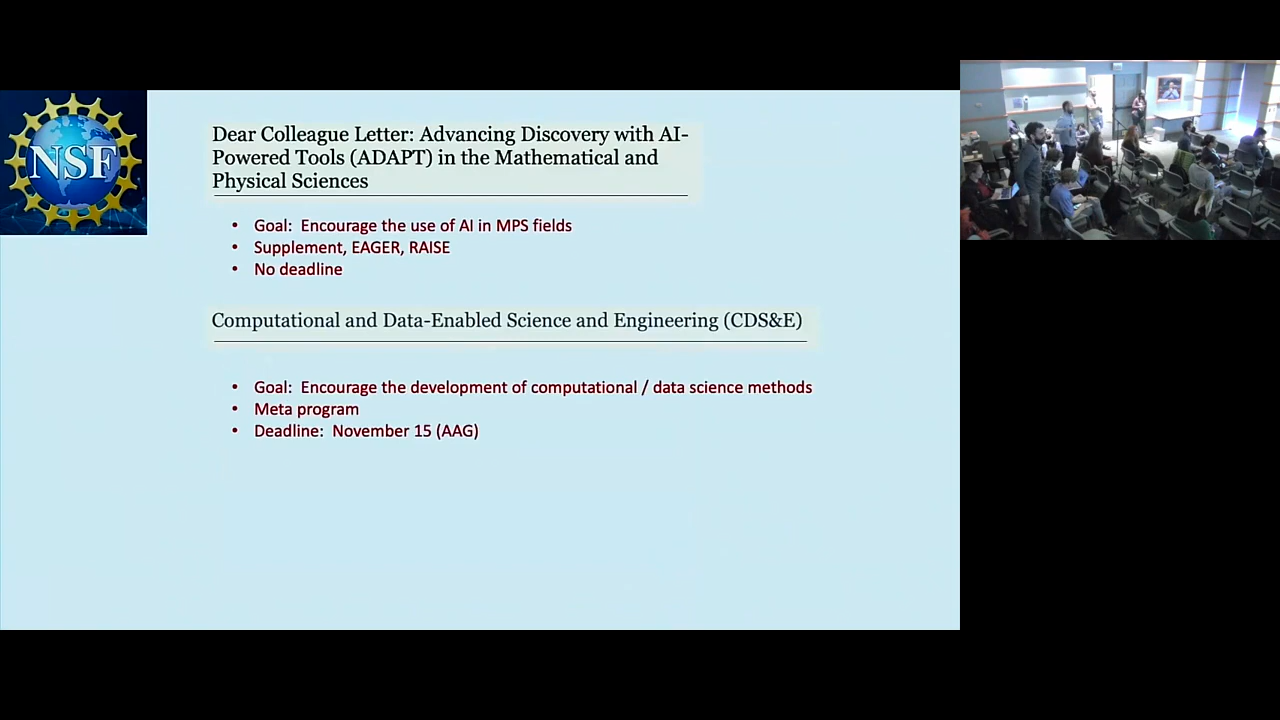 NSF
Dear Colleague Letter: Advancing Discovery with AI-
Powered Tools (ADAPT) in the Mathematical and
Physical Sciences
• Goal: Encourage the use of AI in MPS fields
• Supplement, EAGER, RAISE
• No deadline
Computational and Data-Enabled Science and Engineering (CDS&E)
• Goal: Encourage the development of computational / data science methods
• Meta program
• Deadline: November 15 (AAG)